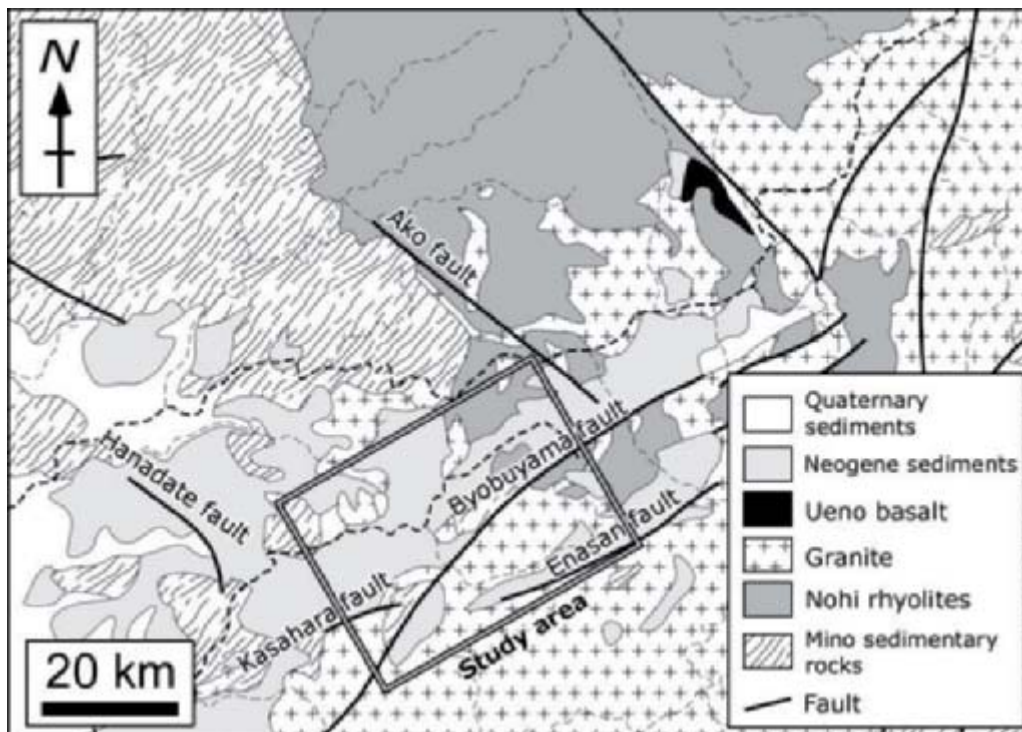 N
Ako fault
Hanadate fault
Byobuyama fault
Enasan fault
Kasahara fault
Study area
20 km
Quaternary
sediments
Neogene sediments
Ueno basalt
Granite
Nohi rhyolites
Mino sedimentary
rocks
Fault